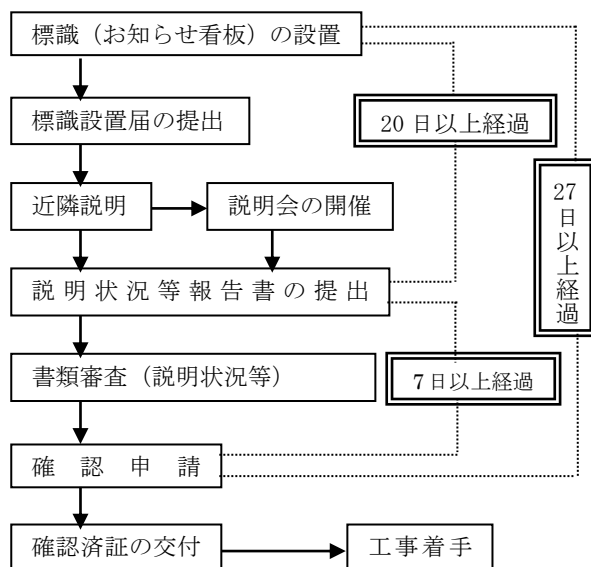 標識（お知らせ看板）の設置
標識設置届の提出
20日以上経過
近隣説明
説明会の開催
27日以上経過
説明状況等報告書の提出
書類審査（説明状況等）
7日以上経過
確認申請
確認済証の交付
工事着手